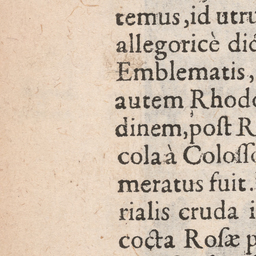 temus, id utru
allegoricè dic
Emblematis,
autem Rhodo
dinem, poſt R
cola à Coloſſo
meratus fuit.
rialis cruda i
cocta Roſæ p